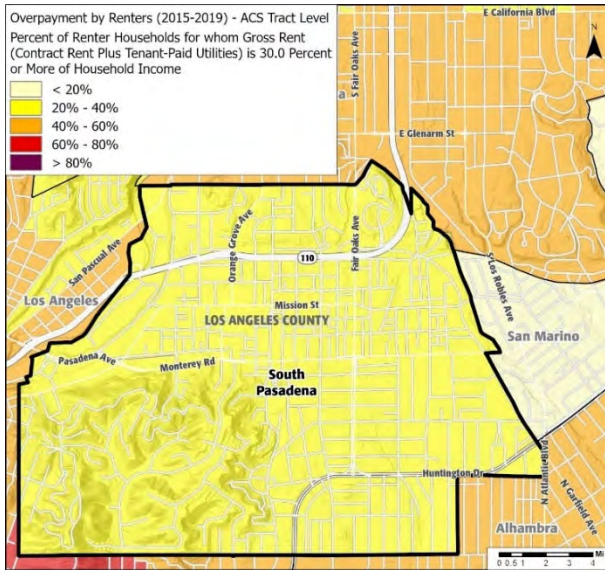 Overpayment by Renters (2015-2019) - ACS Tract Level
Percent of Renter Households for whom Gross Rent
(Contract Rent Plus Tenant-Paid Utilities) is 30.0 Percent
or More of Household Income
< 20%
20% - 40%
40% - 60%
60% - 80%
> 80%
E California Blvd
N
S Fair Oaks Ave
a
E Glenarm St
Orange Grove Ave
Fair Oaks Ave
San Pascual Ave
110
S Los Robles Ave
Los Angeles
Mission St
LOS ANGELES COUNTY
San Marino
Pasadena Ave
Monterey Rd
South
Pasadena
Huntington Dr
N Atlantic Blvd
N Garfield Ave
Alhambra
0 0.5 1 2 3 4
Mi